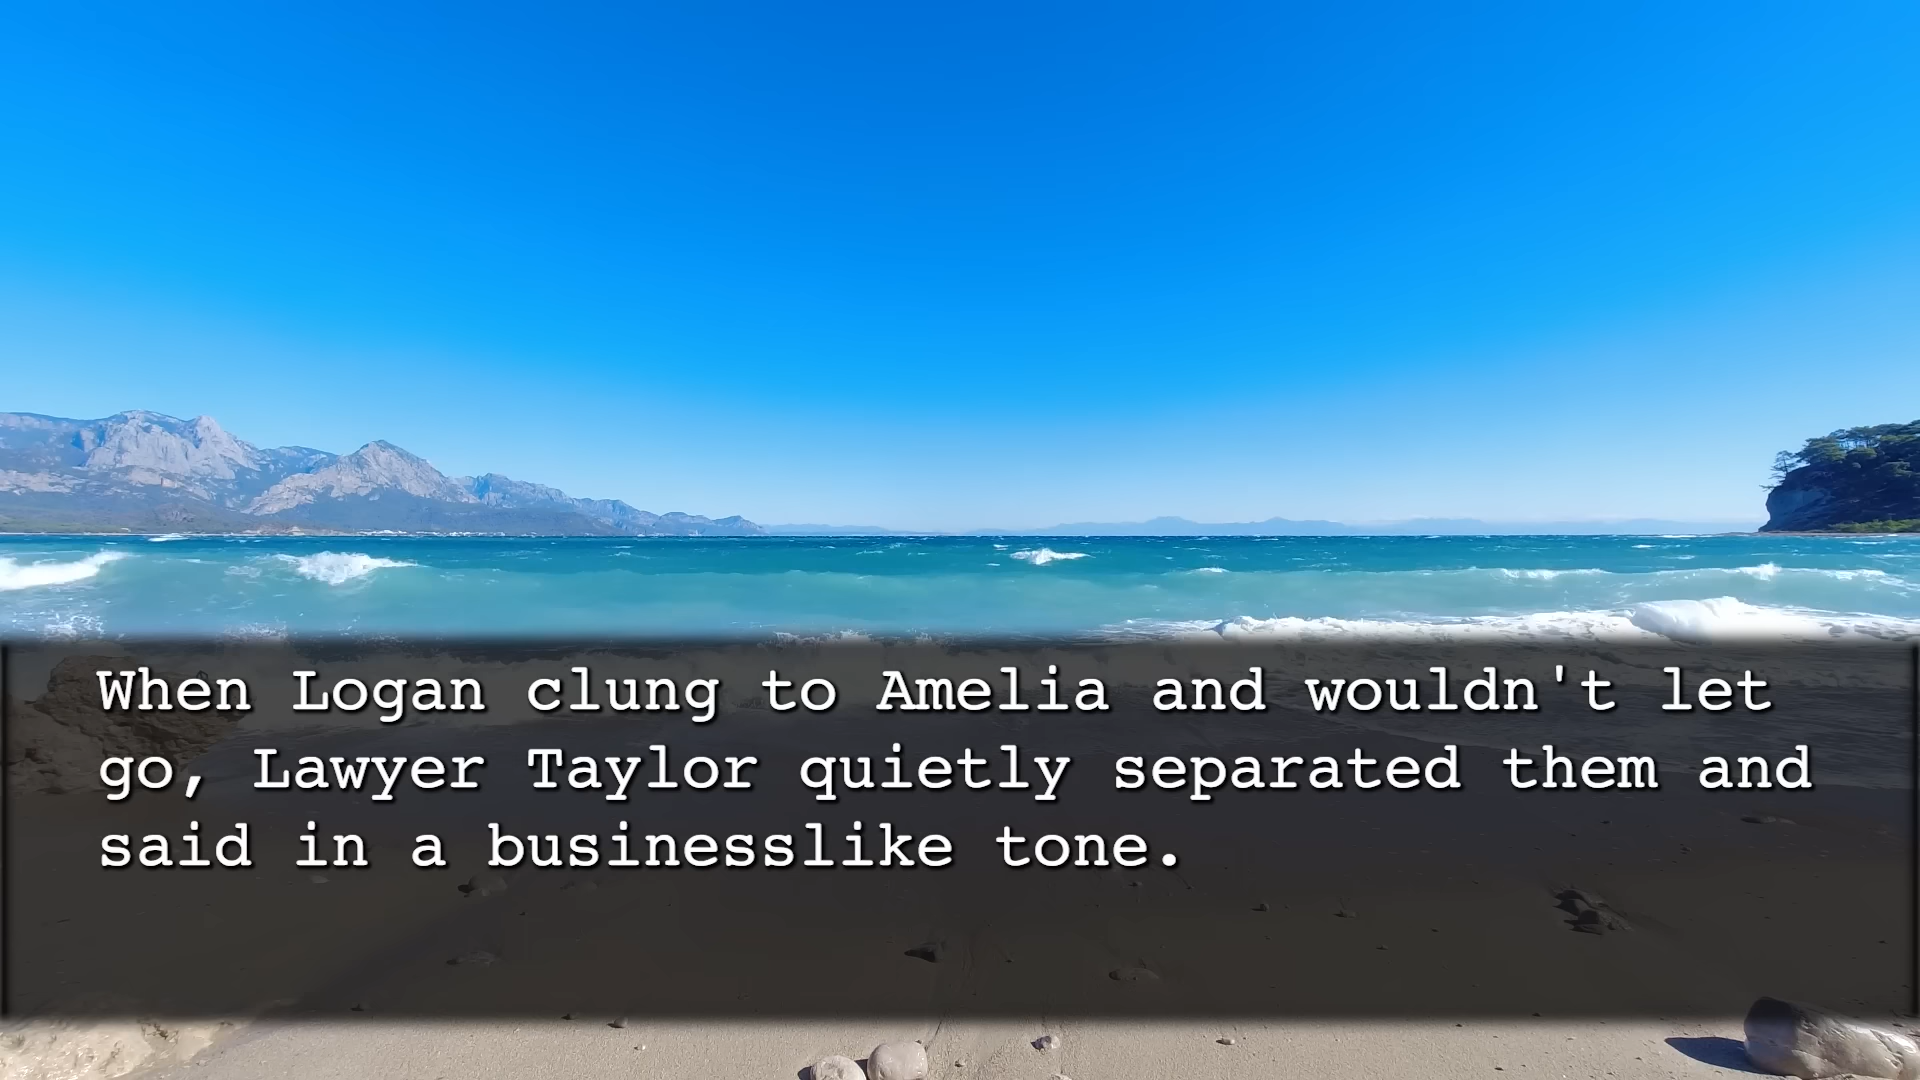 When Logan clung to Amelia and wouldn't let
go, Lawyer Taylor quietly separated them and
said in a businesslike tone.